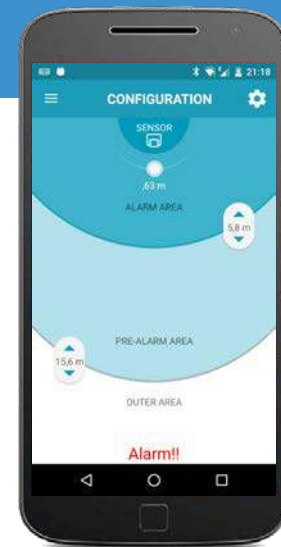 21:18
CONFIGURATION
SENSOR
,63 m
ALARM AREA
5,8 m
PRE-ALARM AREA
15,6 m
OUTER AREA
Alarm!!